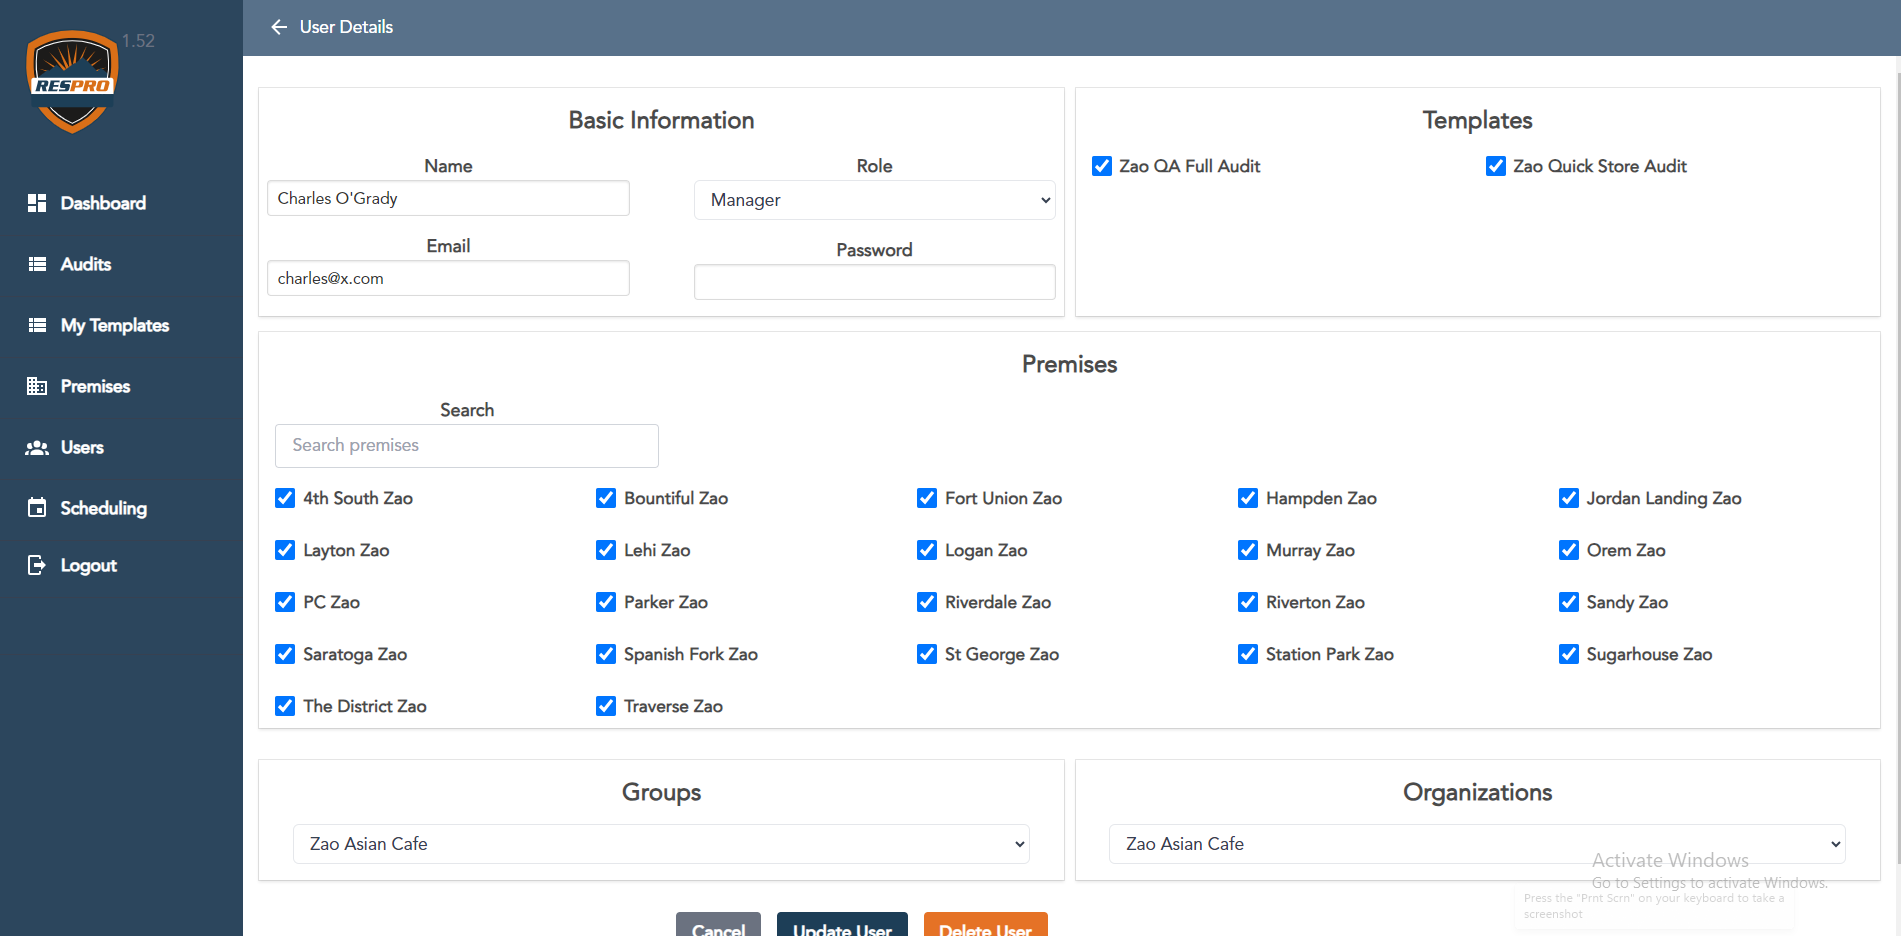 RESPRO
1.52
Dashboard
Audits
My Templates
Premises
Users
Scheduling
Logout
User Details
Basic Information
Name
Role
Charles O'Grady
Manager
Email
Password
charles@x.com
Templates
Zao QA Full Audit
Zao Quick Store Audit
Premises
Search
Search premises
4th South Zao
Bountiful Zao
Fort Union Zao
Hampden Zao
Jordan Landing Zao
Layton Zao
Lehi Zao
Logan Zao
Murray Zao
Orem Zao
PC Zao
Parker Zao
Riverdale Zao
Riverton Zao
Sandy Zao
Saratoga Zao
Spanish Fork Zao
St George Zao
Station Park Zao
Sugarhouse Zao
The District Zao
Traverse Zao
Groups
Zao Asian Cafe
Organizations
Zao Asian Cafe
Activate Windows
Go to Settings to activate Windows.
Press the "Prnt Scrn" on your keyboard to take a
screenshot
Cancel
Update User
Delete User